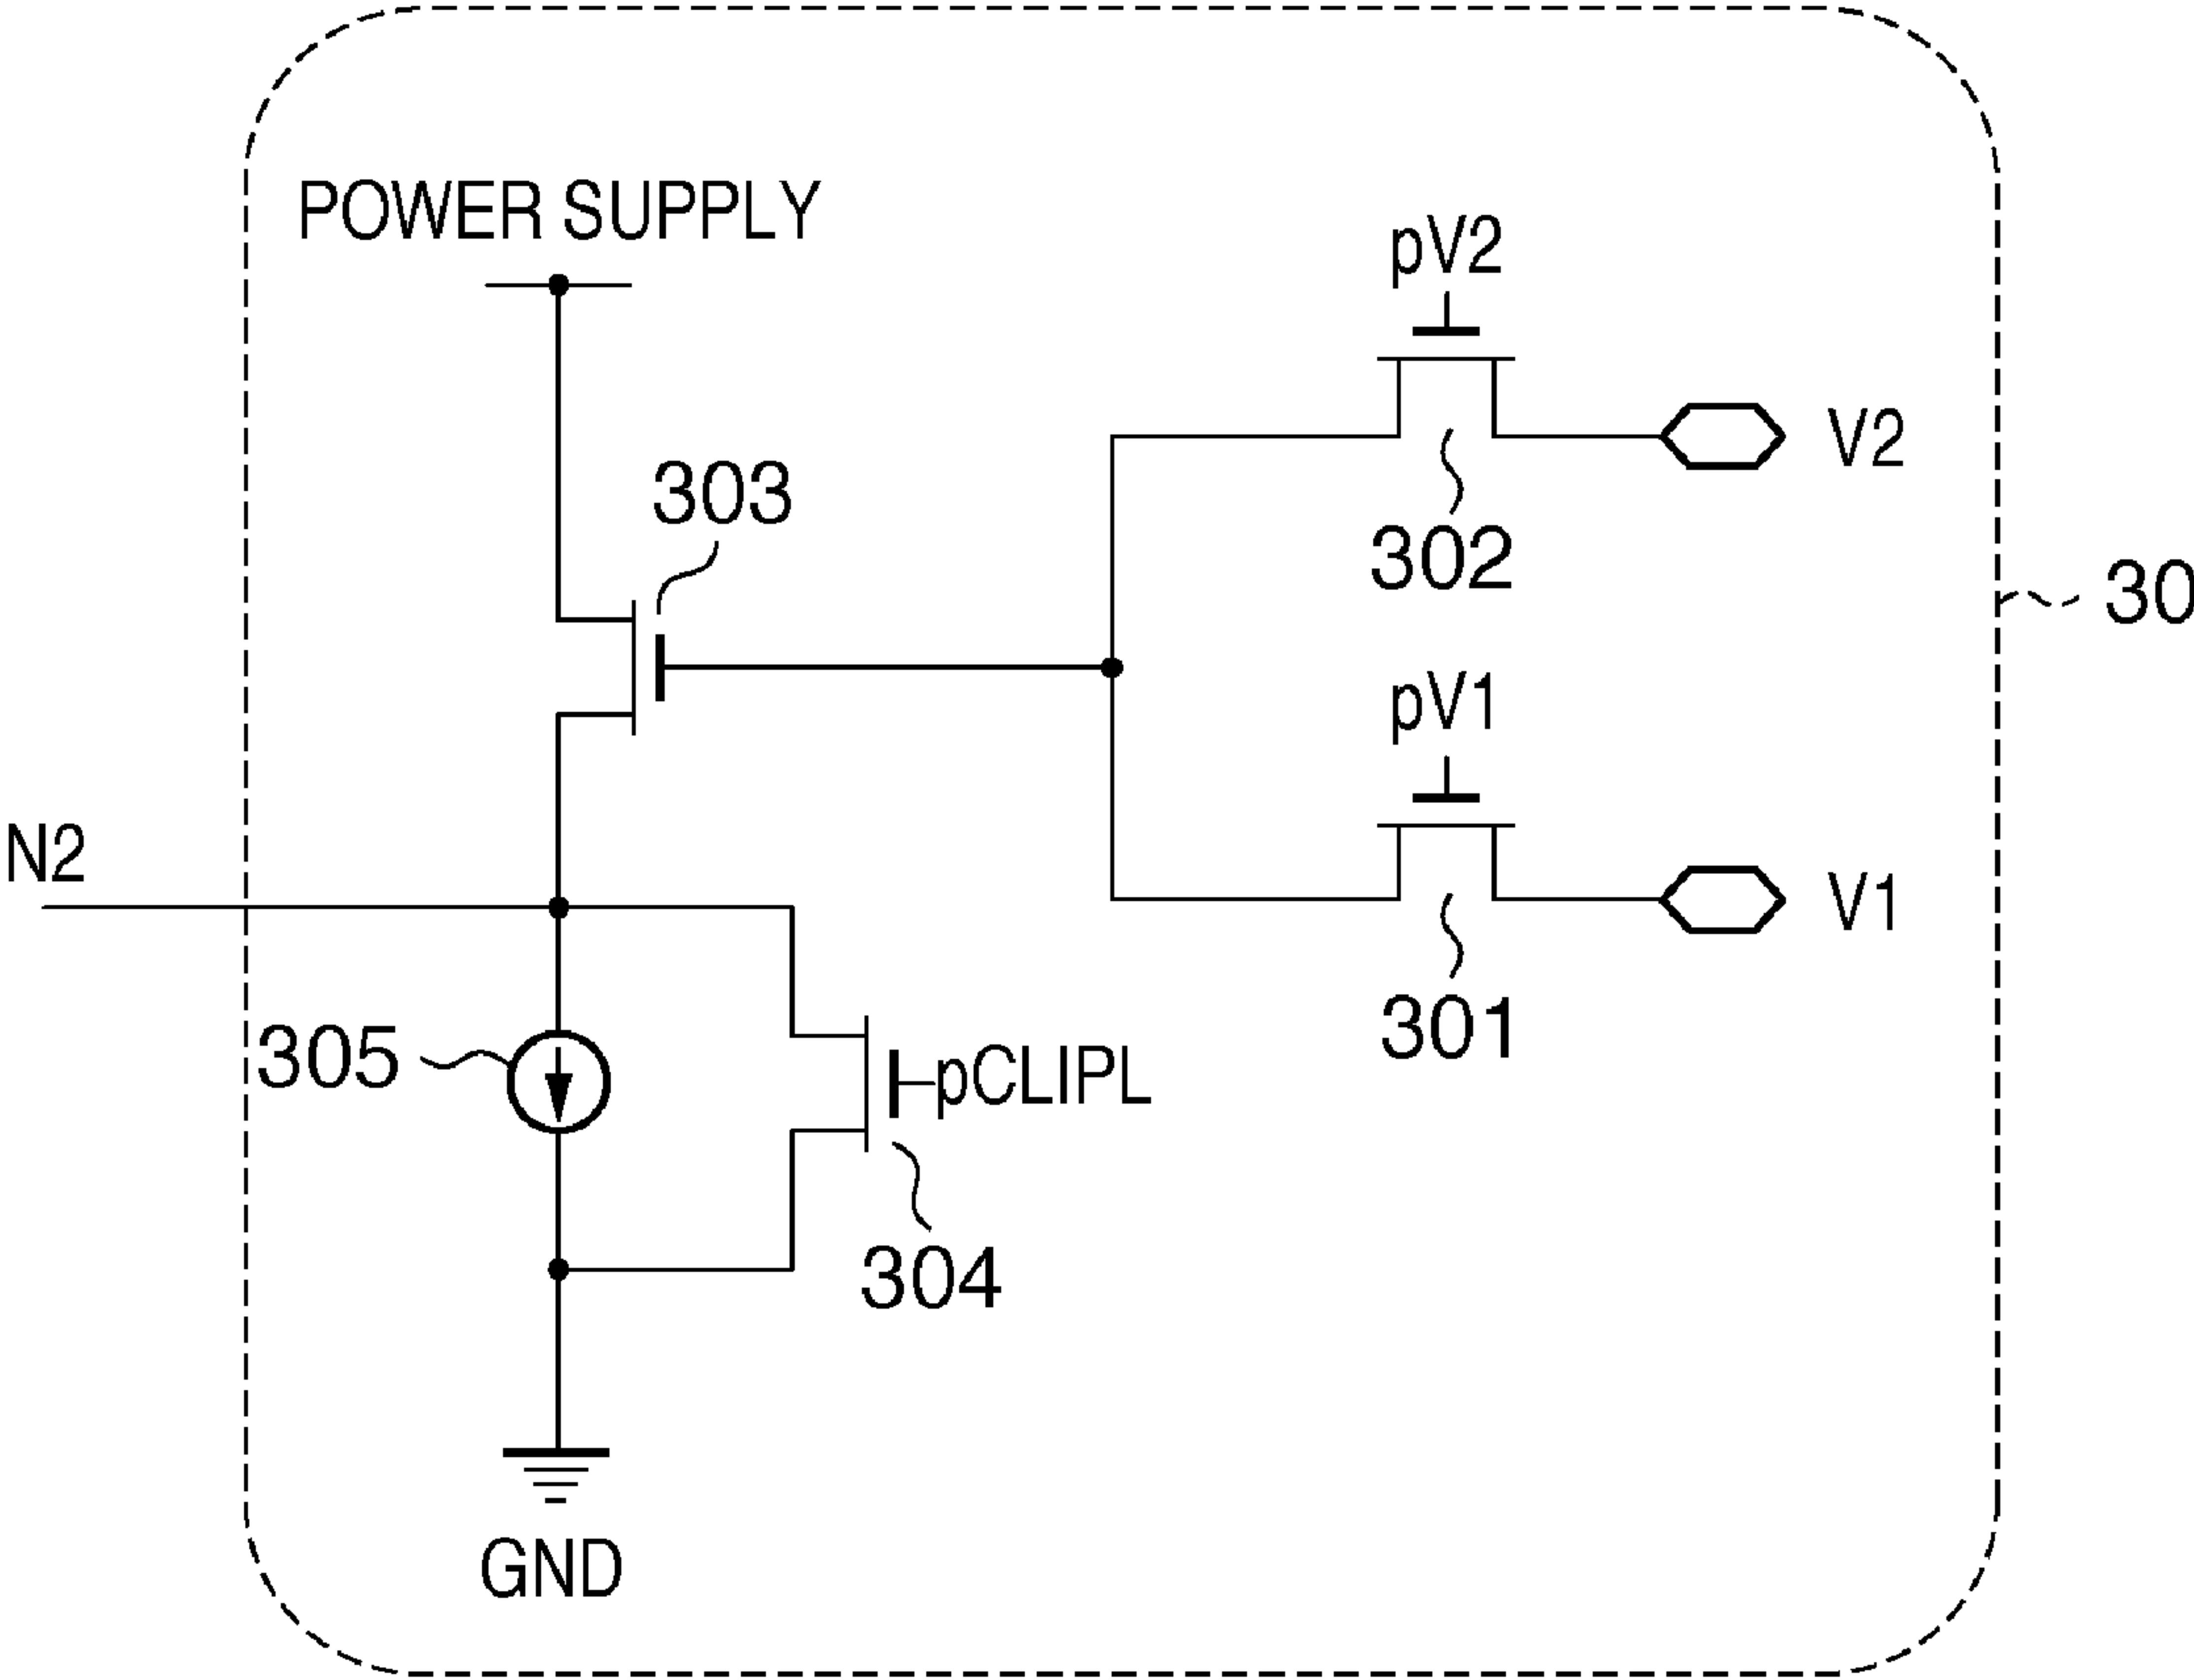 POWER SUPPLY
pV2
V2
303
302
30
pV1
N2
V1
301
305
pCLIPL
304
GND